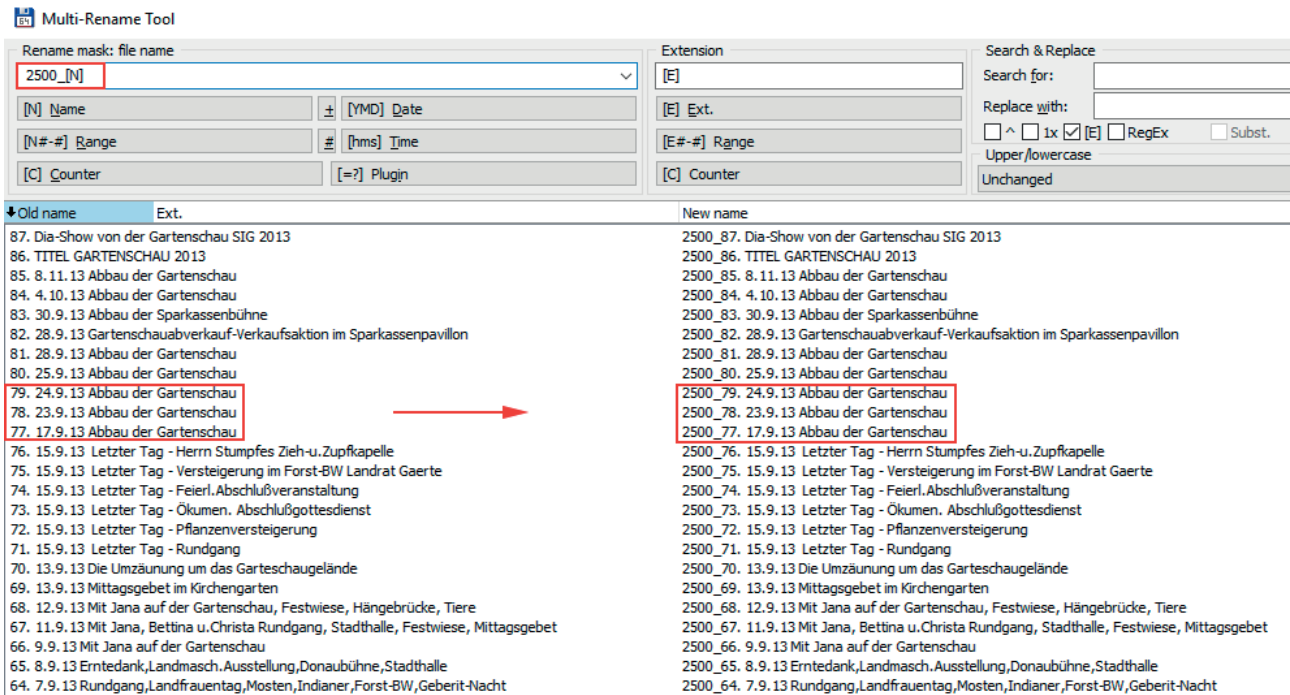 Multi-Rename Tool
Rename mask: file name
Extension
Search & Replace
2500_[N]
[E]
Search for:
[N] Name
+
[YMD] Date
[E] Ext.
Replace with:
[N#-#] Range
#
[hms] Time
[E#-#] Range
^ 1x [E] RegEx Subst.
Upper/lowercase
[C] Counter
[=?] Plugin
[C] Counter
Unchanged
Old name Ext. New name
87. Dia-Show von der Gartenschau SIG 2013 2500_87. Dia-Show von der Gartenschau SIG 2013
86. TITEL GARTENSCHAU 2013 2500_86. TITEL GARTENSCHAU 2013
85. 8.11.13 Abbau der Gartenschau 2500_85. 8.11.13 Abbau der Gartenschau
84. 4.10.13 Abbau der Gartenschau 2500_84. 4.10.13 Abbau der Gartenschau
83. 30.9.13 Abbau der Sparkassenbühne 2500_83. 30.9.13 Abbau der Sparkassenbühne
82. 28.9.13 Gartenschauabverkauf-Verkaufsaktion im Sparkassenpavillon 2500_82. 28.9.13 Gartenschauabverkauf-Verkaufsaktion im Sparkassenpavillon
81. 28.9.13 Abbau der Gartenschau 2500_81. 28.9.13 Abbau der Gartenschau
80. 25.9.13 Abbau der Gartenschau 2500_80. 25.9.13 Abbau der Gartenschau
79. 24.9.13 Abbau der Gartenschau 2500_79. 24.9.13 Abbau der Gartenschau
78. 23.9.13 Abbau der Gartenschau 2500_78. 23.9.13 Abbau der Gartenschau
77. 17.9.13 Abbau der Gartenschau 2500_77. 17.9.13 Abbau der Gartenschau
76. 15.9.13 Letzter Tag - Herrn Stumpfes Zieh-u.Zupfkapelle 2500_76. 15.9.13 Letzter Tag - Herrn Stumpfes Zieh-u.Zupfkapelle
75. 15.9.13 Letzter Tag - Versteigerung im Forst-BW Landrat Gaerte 2500_75. 15.9.13 Letzter Tag - Versteigerung im Forst-BW Landrat Gaerte
74. 15.9.13 Letzter Tag - Feierl.Abschlußveranstaltung 2500_74. 15.9.13 Letzter Tag - Feierl.Abschlußveranstaltung
73. 15.9.13 Letzter Tag - Ökumen. Abschlußgottesdienst 2500_73. 15.9.13 Letzter Tag - Ökumen. Abschlußgottesdienst
72. 15.9.13 Letzter Tag - Pflanzenversteigerung 2500_72. 15.9.13 Letzter Tag - Pflanzenversteigerung
71. 15.9.13 Letzter Tag - Rundgang 2500_71. 15.9.13 Letzter Tag - Rundgang
70. 13.9.13 Die Umzäunung um das Garteschaugelände 2500_70. 13.9.13 Die Umzäunung um das Garteschaugelände
69. 13.9.13 Mittagsgebet im Kirchengarten 2500_69. 13.9.13 Mittagsgebet im Kirchengarten
68. 12.9.13 Mit Jana auf der Gartenschau, Festwiese, Hängebrücke, Tiere 2500_68. 12.9.13 Mit Jana auf der Gartenschau, Festwiese, Hängebrücke, Tiere
67. 11.9.13 Mit Jana, Bettina u.Christa Rundgang, Stadthalle, Festwiese, Mittagsgebet 2500_67. 11.9.13 Mit Jana, Bettina u.Christa Rundgang, Stadthalle, Festwiese, Mittagsgebet
66. 9.9.13 Mit Jana auf der Gartenschau 2500_66. 9.9.13 Mit Jana auf der Gartenschau
65. 8.9.13 Erntedank,Landmasch.Ausstellung,Donaubühne,Stadthalle 2500_65. 8.9.13 Erntedank,Landmasch.Ausstellung,Donaubühne,Stadthalle
64. 7.9.13 Rundgang,Landfrauentag,Mosten,Indianer,Forst-BW,Geberit-Nacht 2500_64. 7.9.13 Rundgang,Landfrauentag,Mosten,Indianer,Forst-BW,Geberit-Nacht